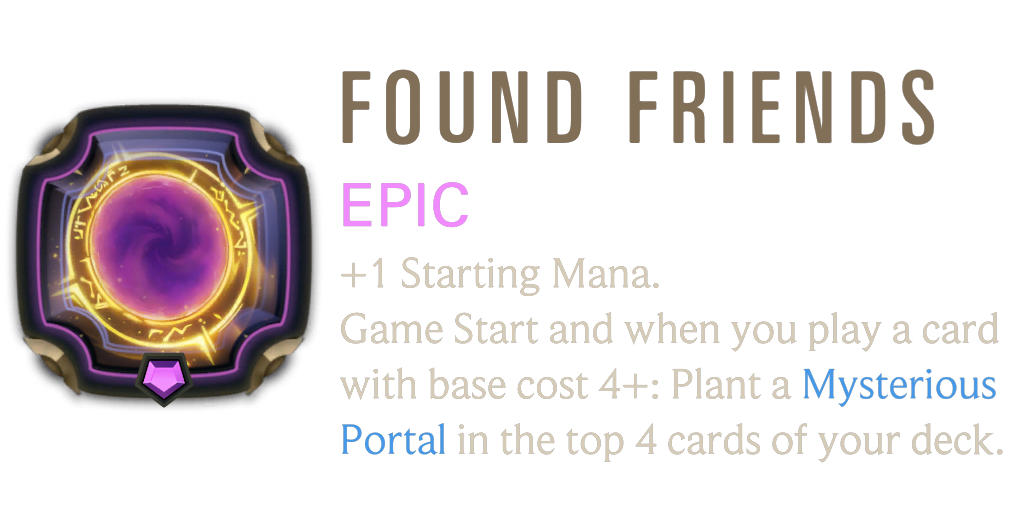 FOUND FRIENDS
EPIC
+1 Starting Mana.
Game Start and when you play a card
with base cost 4+: Plant a Mysterious
Portal in the top 4 cards of your deck.